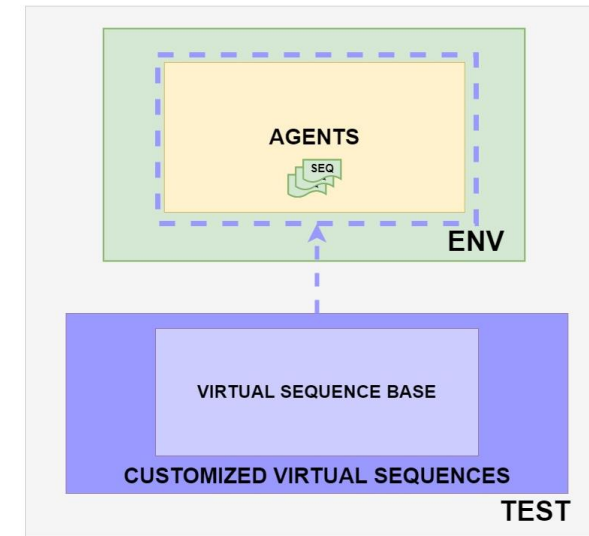 AGENTS
SEQ
ENV
VIRTUAL SEQUENCE BASE
CUSTOMIZED VIRTUAL SEQUENCES
TEST